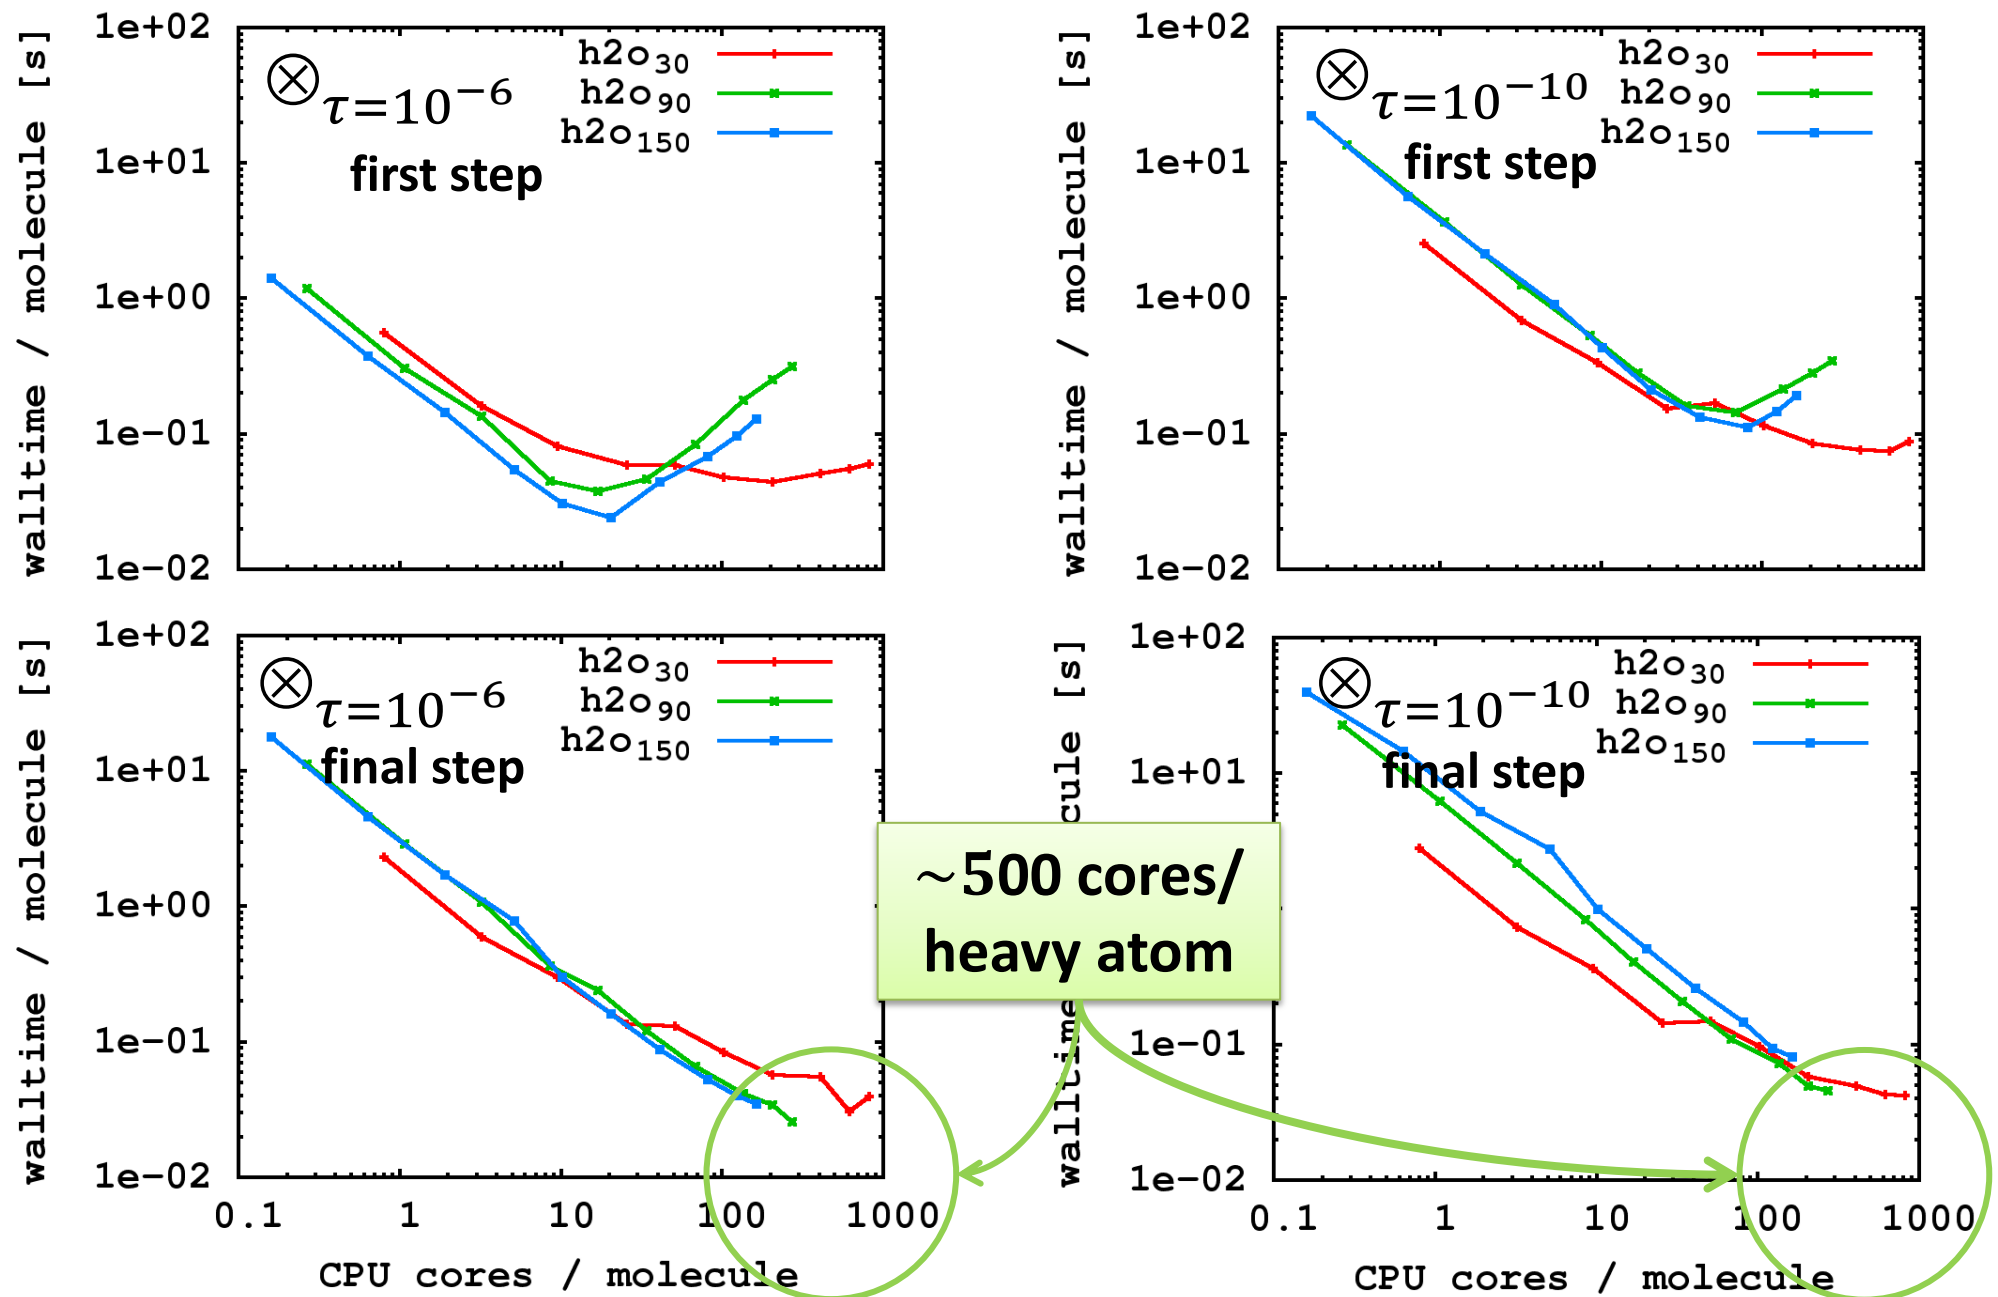 walltime / molecule [s]
1e+02
1e+01
1e+00
1e-01
1e-02
⊗ τ=10⁻⁶
first step
h2o₃₀
h2o₉₀
h2o₁₅₀
walltime / molecule [s]
1e+02
1e+01
1e+00
1e-01
1e-02
⊗ τ=10⁻¹⁰
first step
h2o₃₀
h2o₉₀
h2o₁₅₀
walltime / molecule [s]
1e+02
1e+01
1e+00
1e-01
1e-02
⊗ τ=10⁻⁶
final step
h2o₃₀
h2o₉₀
h2o₁₅₀
0.1 1 10 100 1000
CPU cores / molecule
~500 cores/
heavy atom
walltime cule [s]
1e+02
1e+01
1e-01
1e-02
⊗ τ=10⁻¹⁰
final step
h2o₃₀
h2o₉₀
h2o₁₅₀
0.1 1 10 100 1000
CPU cores / molecule